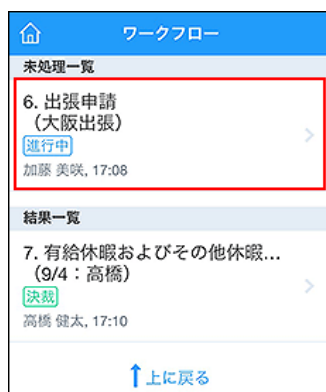 ワークフロー
未処理一覧
6. 出張申請
（大阪出張）
進行中
加藤 美咲, 17:08
結果一覧
7. 有給休暇およびその他休暇...
（9/4：高橋）
決裁
高橋 健太, 17:10
上に戻る